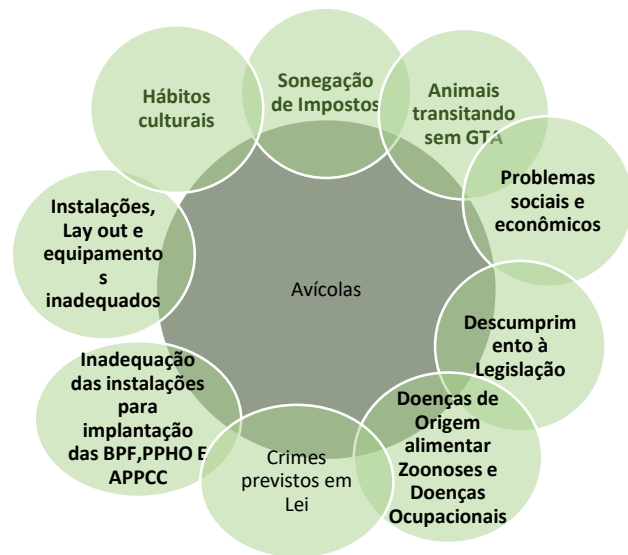 Sonegação
de Impostos
Animais
transitando
sem GTA
Problemas
sociais e
econômicos
Descumprim
ento à
Legislação
Doenças de
Origem
alimentar
Zoonoses e
Doenças
Ocupacionais
Crimes
previstos em
Lei
Inadequação
das instalações
para
implantação
das BPF,PPHO E
APPCC
Instalações,
Lay out e
equipamento
s
inadequados
Hábitos
culturais
Avícolas